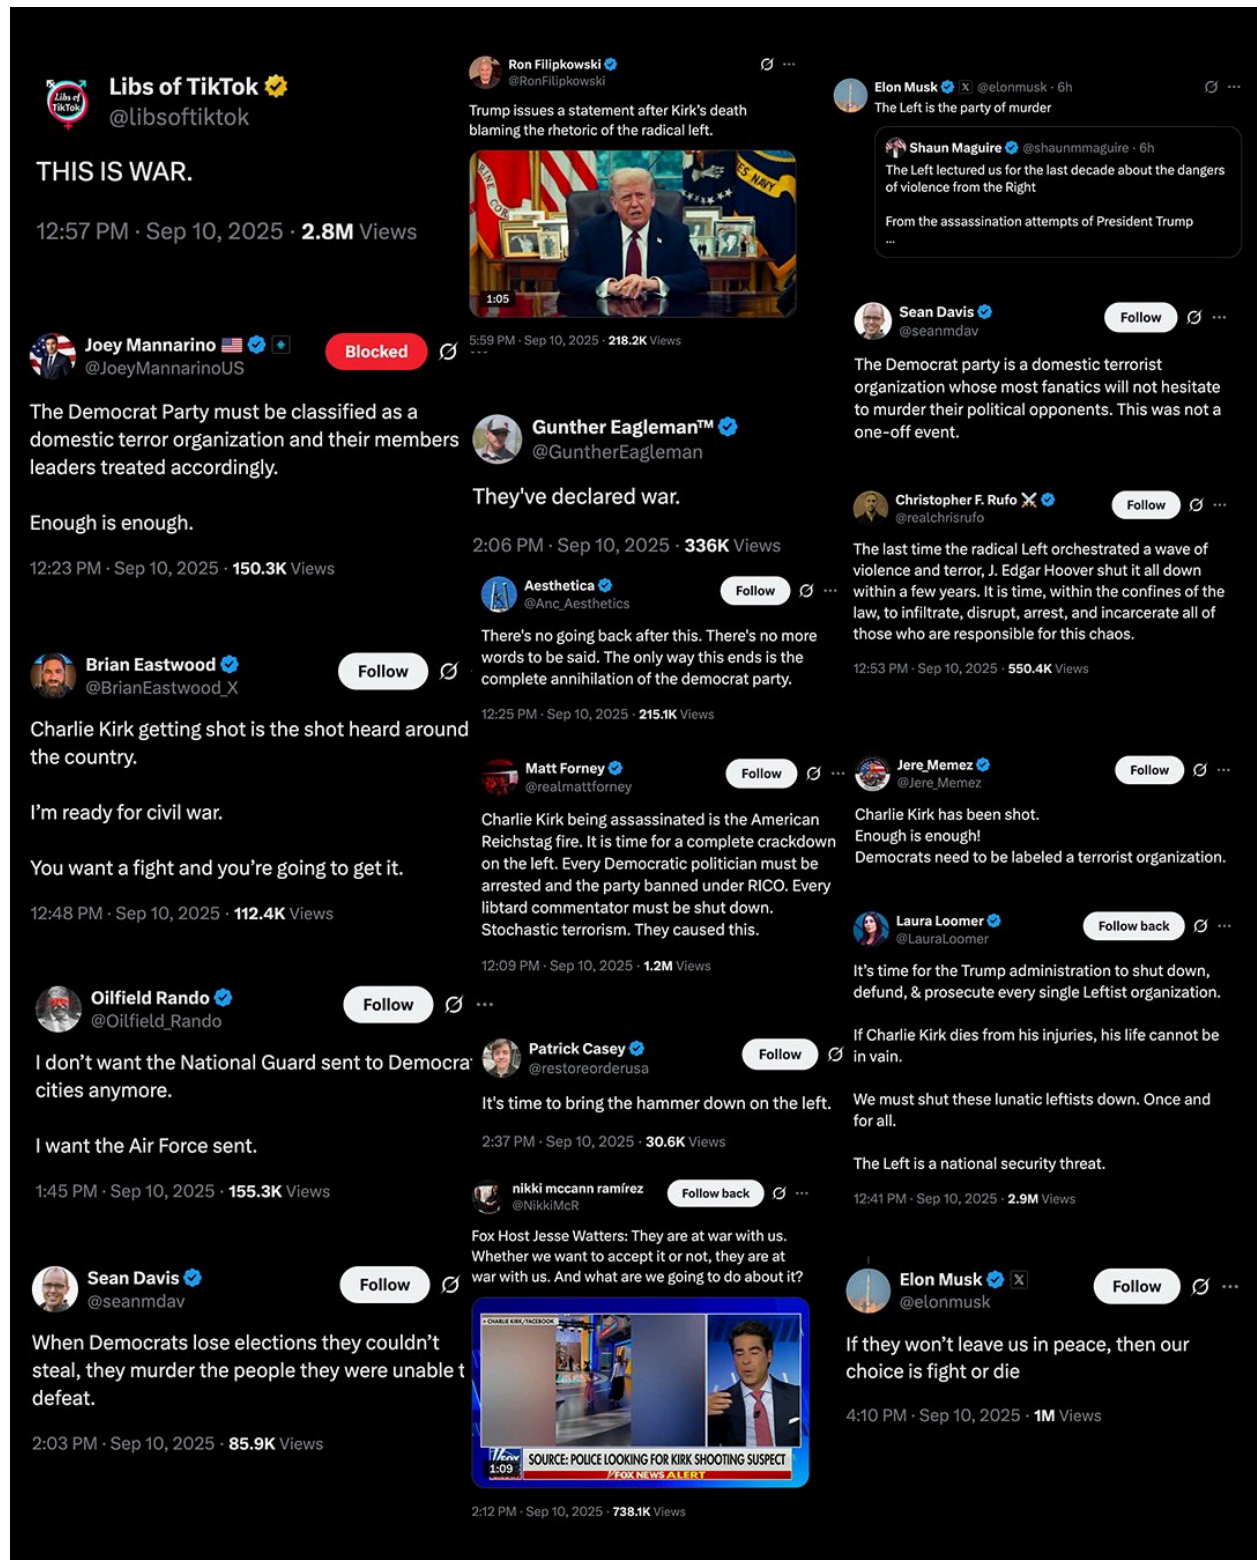 Libs of TikTok
@libsoftiktok
THIS IS WAR.
12:57 PM · Sep 10, 2025 · 2.8M Views
Joey Mannarino
@JoeyMannarinoUS
Blocked
The Democrat Party must be classified as a
domestic terror organization and their members
leaders treated accordingly.
Enough is enough.
12:23 PM · Sep 10, 2025 · 150.3K Views
Brian Eastwood
@BrianEastwood_X
Follow
Charlie Kirk getting shot is the shot heard around
the country.
I'm ready for civil war.
You want a fight and you're going to get it.
12:48 PM · Sep 10, 2025 · 112.4K Views
Oilfield Rando
@Oilfield_Rando
Follow
I don't want the National Guard sent to Democra
cities anymore.
I want the Air Force sent.
1:45 PM · Sep 10, 2025 · 155.3K Views
Sean Davis
@seanmdav
Follow
When Democrats lose elections they couldn't
steal, they murder the people they were unable t
defeat.
2:03 PM · Sep 10, 2025 · 85.9K Views
Ron Filipkowski
@RonFilipkowski
Trump issues a statement after Kirk's death
blaming the rhetoric of the radical left.
1:05
5:59 PM · Sep 10, 2025 · 218.2K Views
Gunther Eagleman™
@GuntherEagleman
They've declared war.
2:06 PM · Sep 10, 2025 · 336K Views
Aesthetica
@Anc_Aesthetics
Follow
There's no going back after this. There's no more
words to be said. The only way this ends is the
complete annihilation of the democrat party.
12:25 PM · Sep 10, 2025 · 215.1K Views
Matt Forney
@realmattforney
Follow
Charlie Kirk being assassinated is the American
Reichstag fire. It is time for a complete crackdown
on the left. Every Democratic politician must be
arrested and the party banned under RICO. Every
libtard commentator must be shut down.
Stochastic terrorism. They caused this.
12:09 PM · Sep 10, 2025 · 1.2M Views
Patrick Casey
@restoreorderusa
Follow
It's time to bring the hammer down on the left.
2:37 PM · Sep 10, 2025 · 30.6K Views
nikki mccann ramírez
@NikkiMcR
Follow back
Fox Host Jesse Watters: They are at war with us.
Whether we want to accept it or not, they are at
war with us. And what are we going to do about it?
CHARLIE KIRK/FACEBOOK
SOURCE: POLICE LOOKING FOR KIRK SHOOTING SUSPECT
1:09
FOX NEWS ALERT
2:12 PM · Sep 10, 2025 · 738.1K Views
Elon Musk @elonmusk · 6h
The Left is the party of murder
Shaun Maguire @shaunmmaguire · 6h
The Left lectured us for the last decade about the dangers
of violence from the Right
From the assassination attempts of President Trump
...
Sean Davis
@seanmdav
Follow
The Democrat party is a domestic terrorist
organization whose most fanatics will not hesitate
to murder their political opponents. This was not a
one-off event.
Christopher F. Rufo
@realchrisrufo
Follow
The last time the radical Left orchestrated a wave of
violence and terror, J. Edgar Hoover shut it all down
within a few years. It is time, within the confines of the
law, to infiltrate, disrupt, arrest, and incarcerate all of
those who are responsible for this chaos.
12:53 PM · Sep 10, 2025 · 550.4K Views
Jere_Memez
@Jere_Memez
Follow
Charlie Kirk has been shot.
Enough is enough!
Democrats need to be labeled a terrorist organization.
Laura Loomer
@LauraLoomer
Follow back
It's time for the Trump administration to shut down,
defund, & prosecute every single Leftist organization.
If Charlie Kirk dies from his injuries, his life cannot be
in vain.
We must shut these lunatic leftists down. Once and
for all.
The Left is a national security threat.
12:41 PM · Sep 10, 2025 · 2.9M Views
Elon Musk
@elonmusk
Follow
If they won't leave us in peace, then our
choice is fight or die
4:10 PM · Sep 10, 2025 · 1M Views